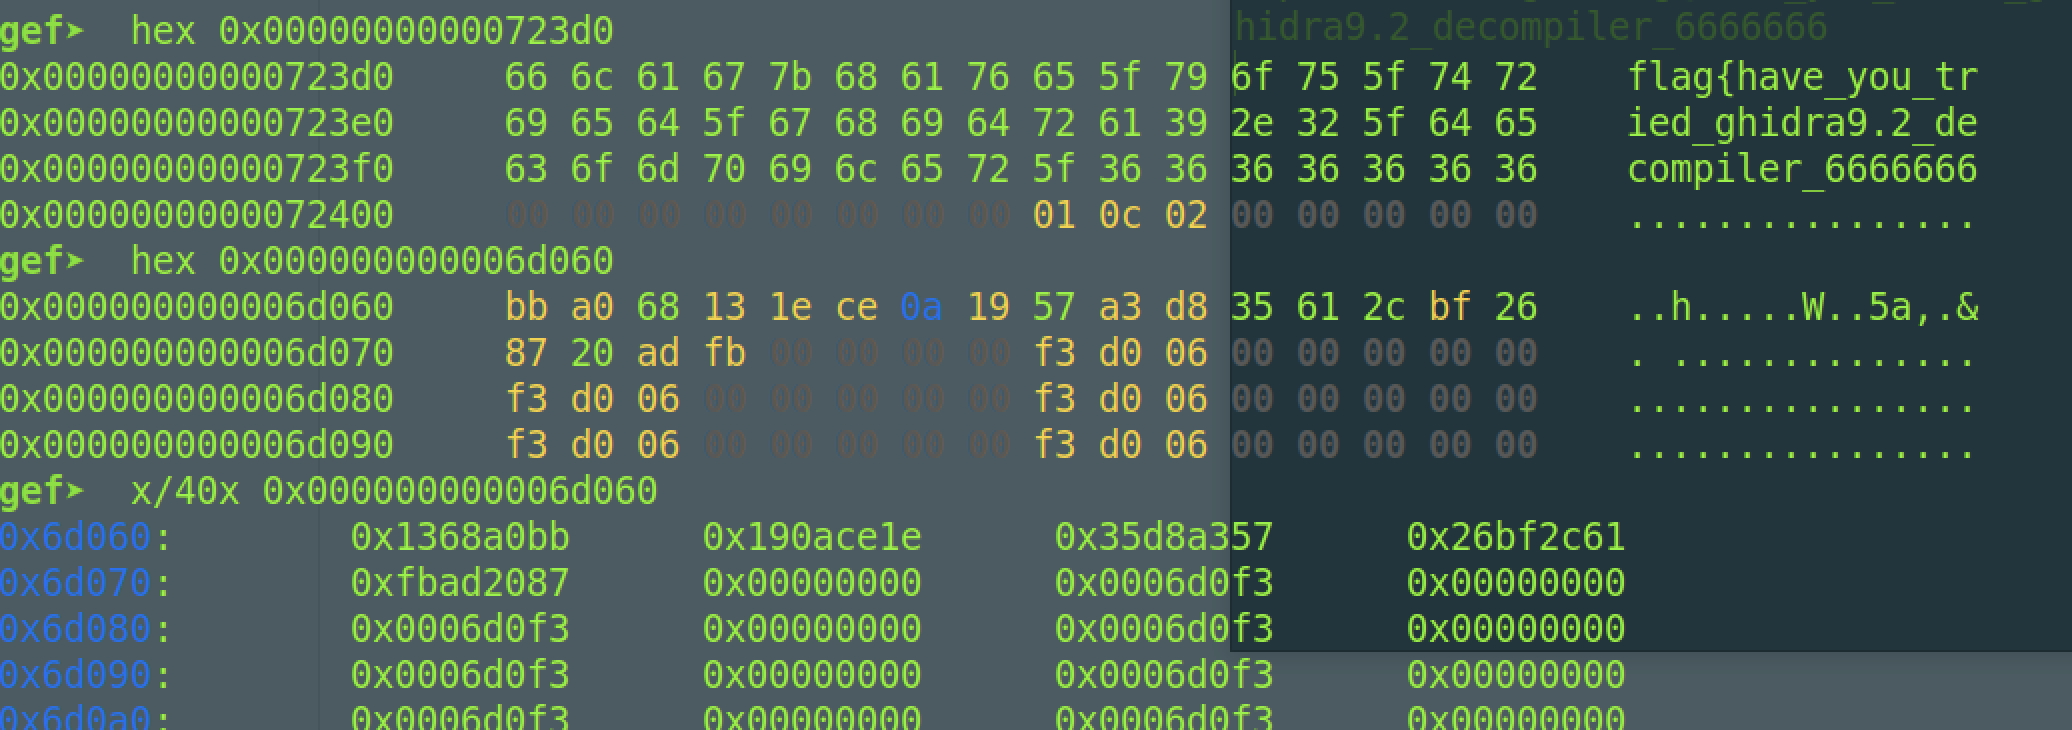 hidra9.2_decompiler_6666666
gef➤  hex 0x00000000000723d0
0x00000000000723d0     66 6c 61 67 7b 68 61 76 65 5f 79 6f 75 5f 74 72    flag{have_you_tr
0x00000000000723e0     69 65 64 5f 67 68 69 64 72 61 39 2e 32 5f 64 65    ied_ghidra9.2_de
0x00000000000723f0     63 6f 6d 70 69 6c 65 72 5f 36 36 36 36 36 36 36    compiler_6666666
0x0000000000072400     00 00 00 00 00 00 00 00 01 0c 02 00 00 00 00 00    ................
gef➤  hex 0x000000000006d060
0x000000000006d060     bb a0 68 13 1e ce 0a 19 57 a3 d8 35 61 2c bf 26    ..h.....W..5a,.&
0x000000000006d070     87 20 ad fb 00 00 00 00 f3 d0 06 00 00 00 00 00    . ..............
0x000000000006d080     f3 d0 06 00 00 00 00 00 f3 d0 06 00 00 00 00 00    ................
0x000000000006d090     f3 d0 06 00 00 00 00 00 f3 d0 06 00 00 00 00 00    ................
gef➤  x/40x 0x000000000006d060
0x6d060:        0x1368a0bb      0x190ace1e      0x35d8a357      0x26bf2c61
0x6d070:        0xfbad2087      0x00000000      0x0006d0f3      0x00000000
0x6d080:        0x0006d0f3      0x00000000      0x0006d0f3      0x00000000
0x6d090:        0x0006d0f3      0x00000000      0x0006d0f3      0x00000000
0x6d0a0:        0x0006d0f3      0x00000000      0x0006d0f3      0x00000000